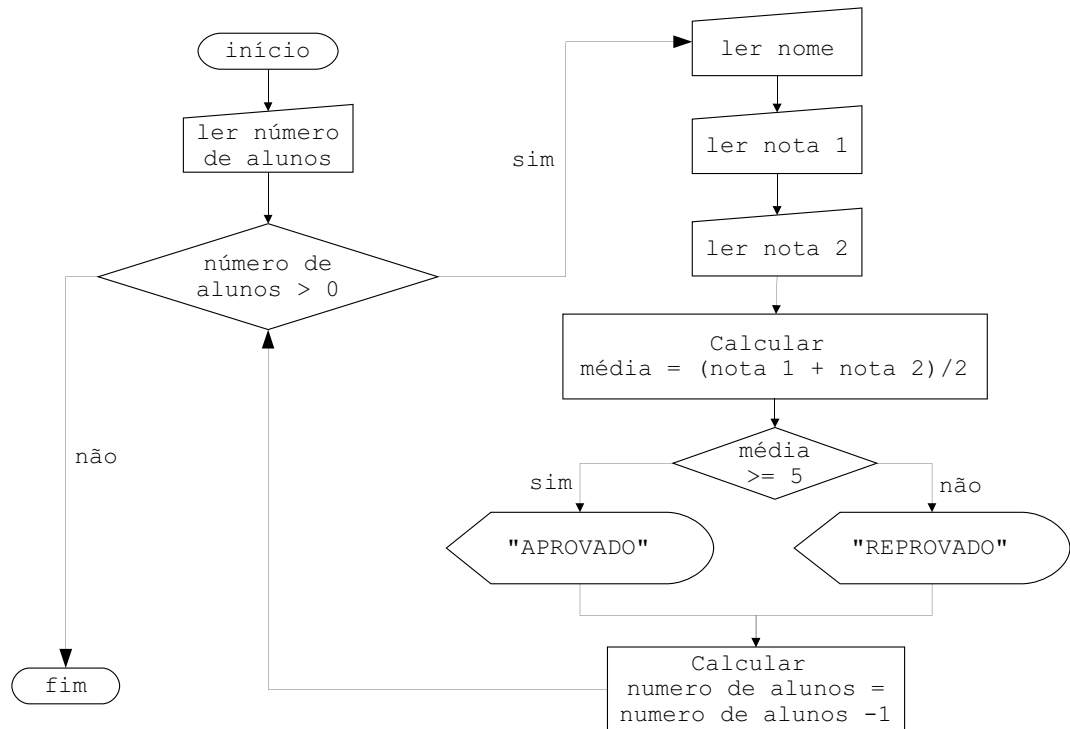 início
ler número
de alunos
número de
alunos > 0
sim
não
fim
ler nome
ler nota 1
ler nota 2
Calcular
média = (nota 1 + nota 2)/2
média
>= 5
sim
não
"APROVADO"
"REPROVADO"
Calcular
numero de alunos =
numero de alunos -1